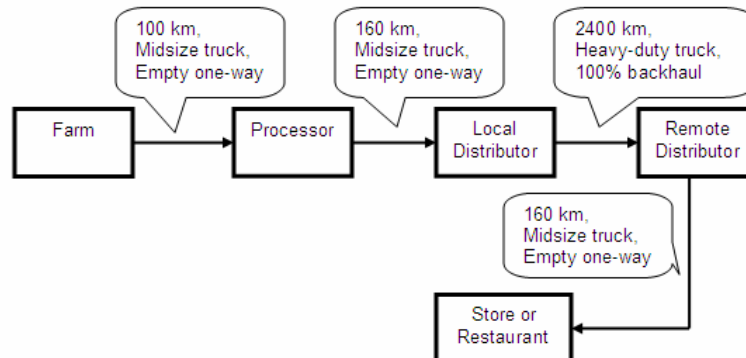 100 km,
Midsize truck,
Empty one-way
160 km,
Midsize truck,
Empty one-way
2400 km,
Heavy-duty truck,
100% backhaul
Farm
Processor
Local
Distributor
Remote
Distributor
160 km,
Midsize truck,
Empty one-way
Store or
Restaurant